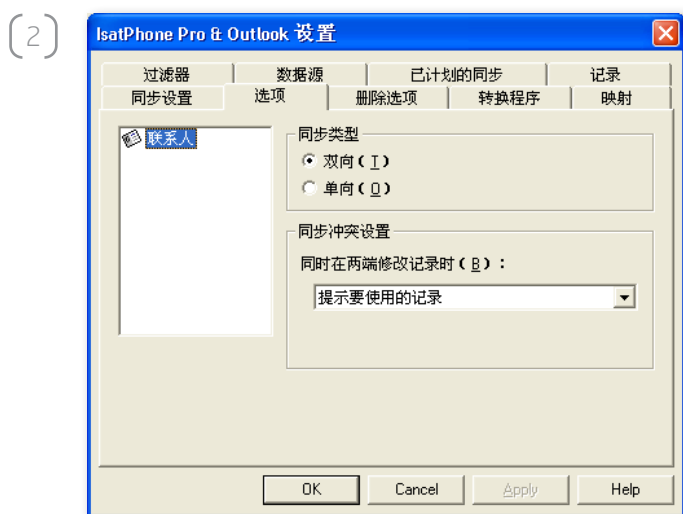 2
IsatPhone Pro & Outlook 设置
过滤器 数据源 已计划的同步 记录
同步设置 选项 删除选项 转换程序 映射
联系人
同步类型
双向(T)
单向(O)
同步冲突设置
同时在两端修改记录时(B):
提示要使用的记录
OK Cancel Apply Help